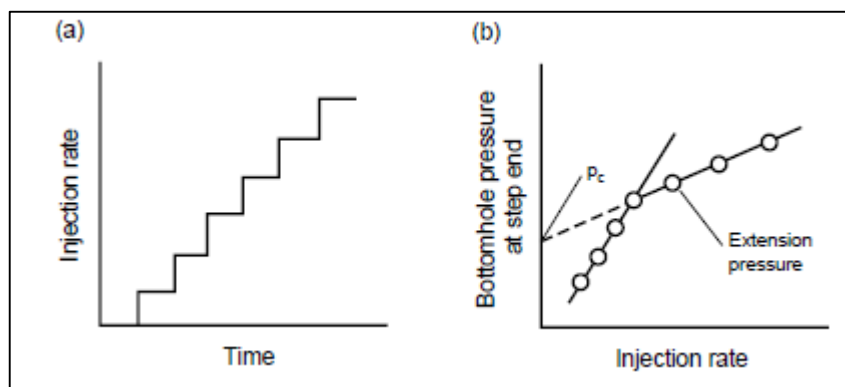 (a)
Injection rate
Time
(b)
Bottomhole pressure
at step end
pc
Extension
pressure
Injection rate